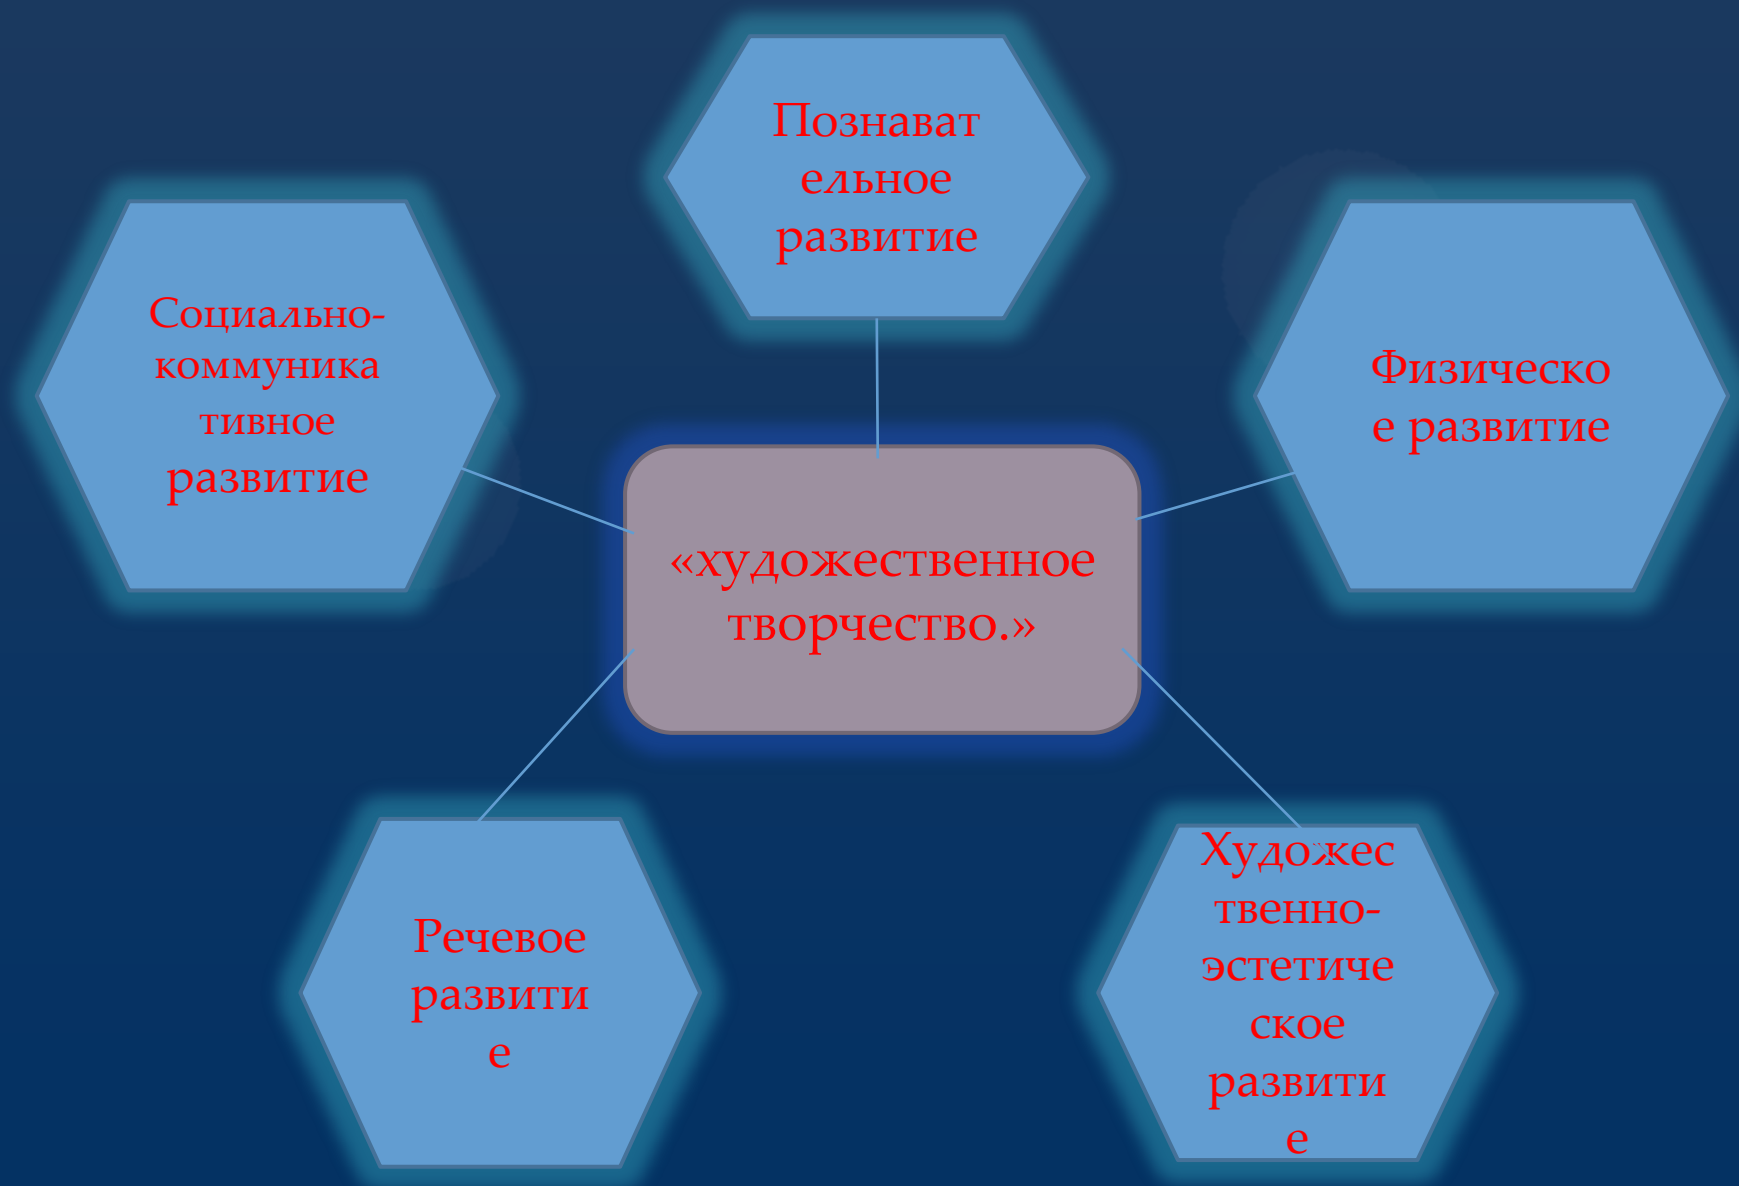 Познават
ельное
развитие
Социально-
коммуника
тивное
развитие
Физическо
е развитие
«художественное
творчество.»
Речевое
развити
е
Художес
твенно-
эстетиче
ское
развити
е